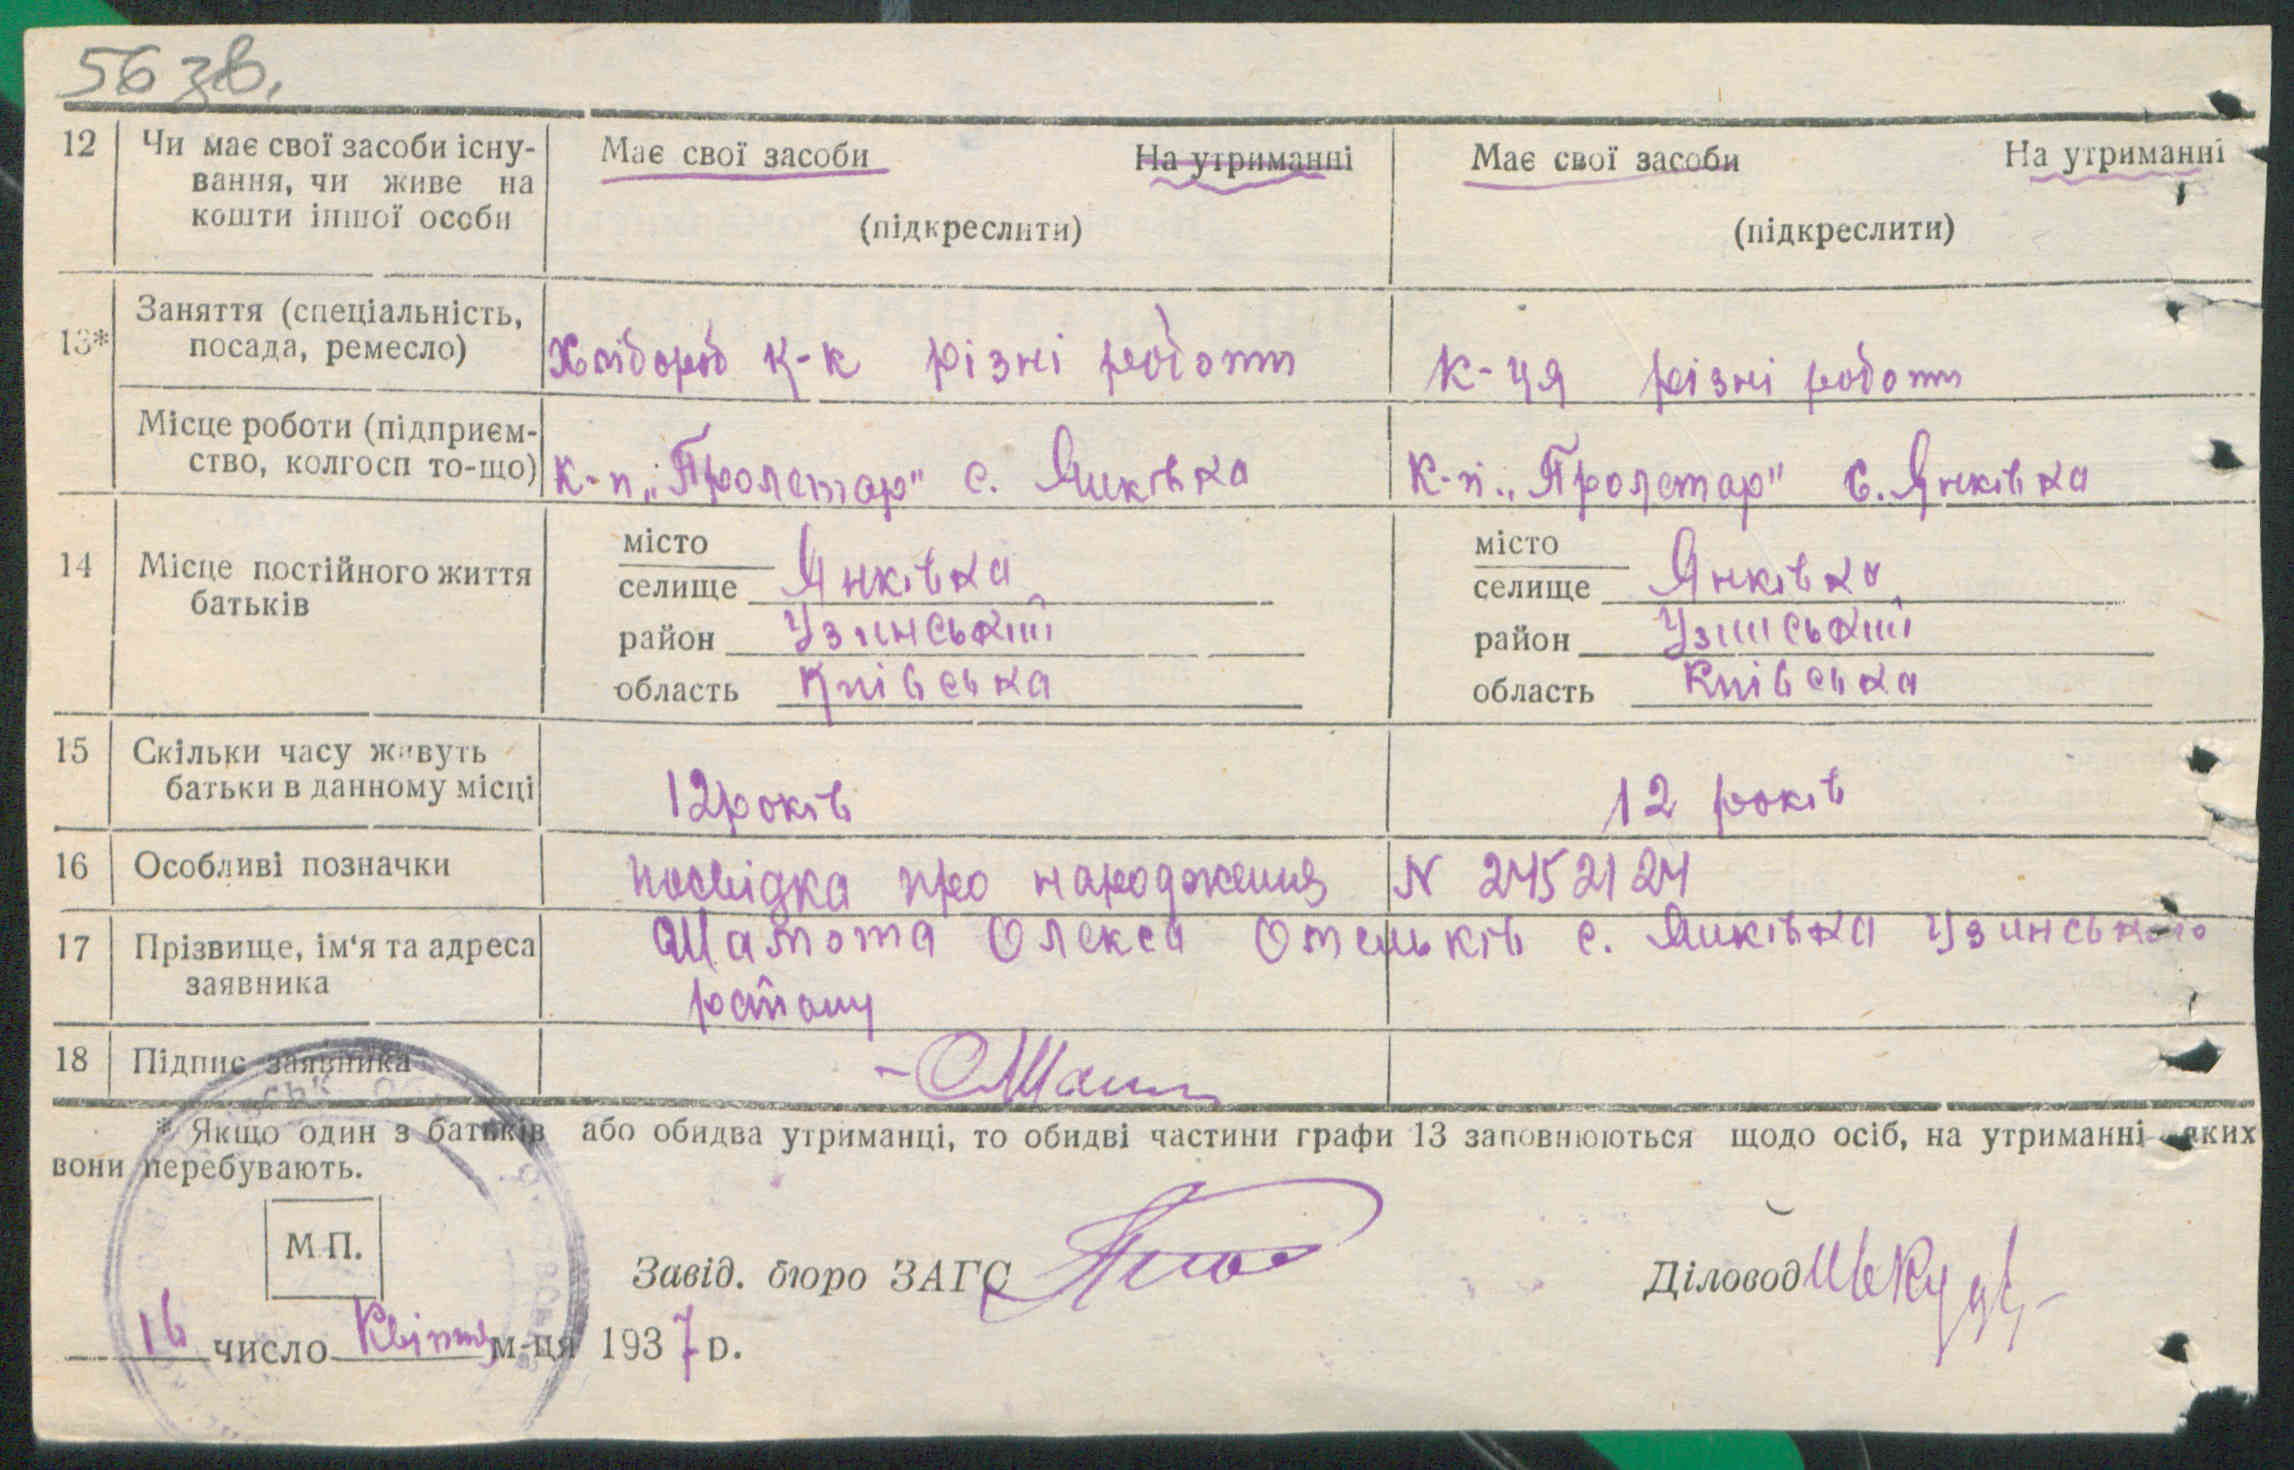 56 зв.
12 Чи має свої засоби існу- Має свої засоби На утриманні Має свої засоби На утриманні
вання, чи живе на
кошти іншої особи (підкреслити) (підкреслити)
Заняття (спеціальність,
13* посада, ремесло) Хлібороб к-к різні роботи к-ця різні роботи
Місце роботи (підприєм-
ство, колгосп то-що) к-п „Пролетар" с. Янківка к-п „Пролетар" с. Янківка
місто місто
14 Місце постійного життя селище Янківка селище Янківка
батьків район Узинський район Узинський
область Київська область Київська
15 Скільки часу живуть
батьки в данному місці 12 років 12 років
16 Особливі позначки посвідка про народження N 2452124
17 Прізвище, ім'я та адреса Олекса с. Янківка Узинського
заявника району
18 Підпис заявника
* Якщо один з батьків або обидва утриманці, то обидві частини графи 13 заповнюються щодо осіб, на утриманні яких
вони перебувають.
М.П.
Завід. бюро ЗАГС Діловод
16 число Квітня м-ця 1937 р.